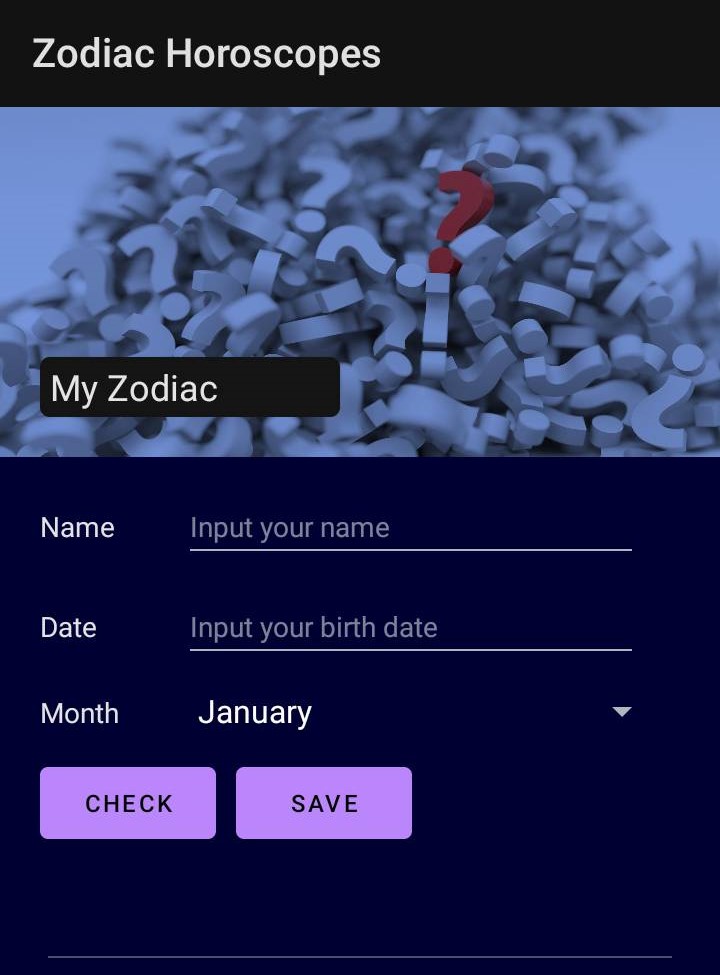 Zodiac Horoscopes
My Zodiac
Name Input your name
Date Input your birth date
Month January
CHECK SAVE